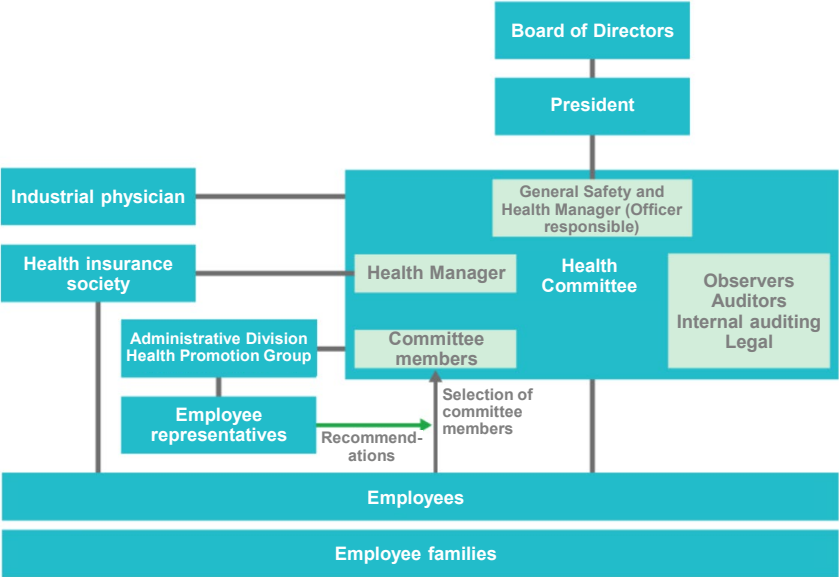 Board of Directors
President
Industrial physician
General Safety and
Health Manager (Officer
responsible)
Health insurance
society
Health Manager
Health
Committee
Observers
Auditors
Internal auditing
Legal
Administrative Division
Health Promotion Group
Committee
members
Employee
representatives
Recommend-
ations
Selection of
committee
members
Employees
Employee families